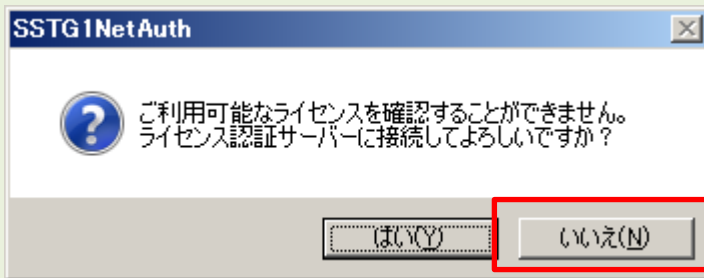 SSTG1NetAuth
ご利用可能なライセンスを確認することができません。
ライセンス認証サーバーに接続してよろしいですか？
はい(Y)
いいえ(N)